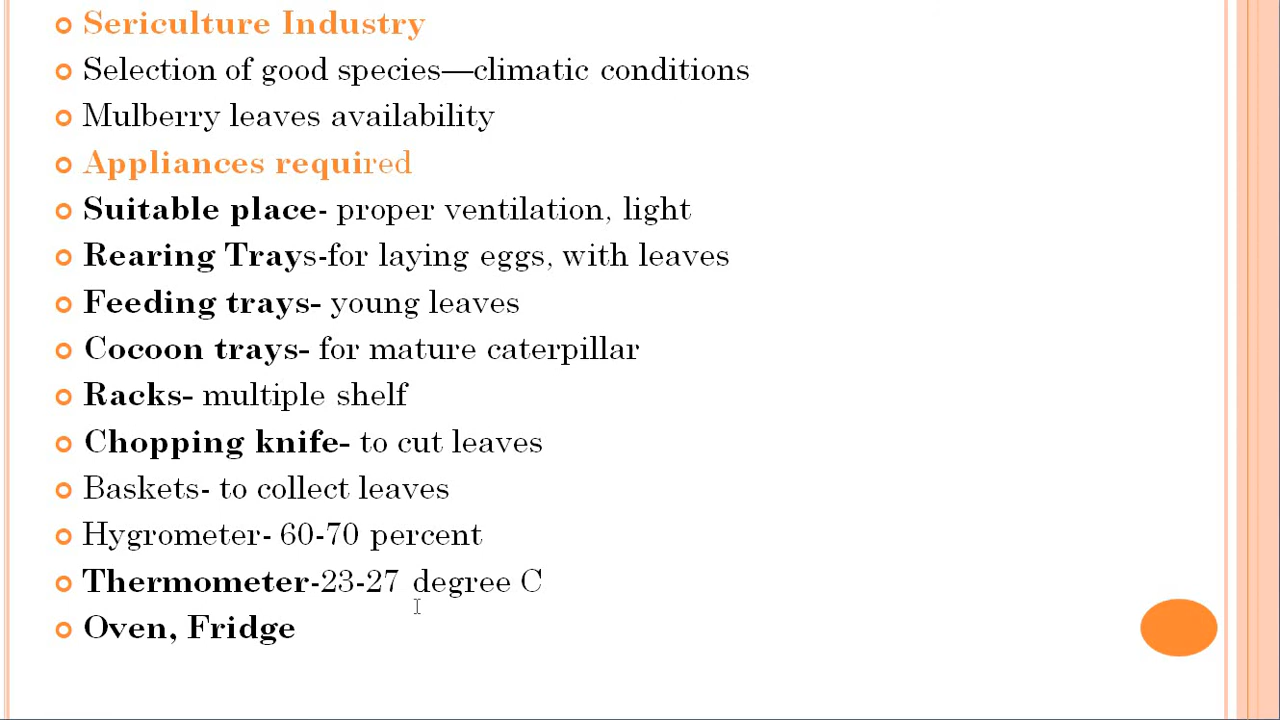 Sericulture Industry
Selection of good species—climatic conditions
Mulberry leaves availability
Appliances required
Suitable place- proper ventilation, light
Rearing Trays-for laying eggs, with leaves
Feeding trays- young leaves
Cocoon trays- for mature caterpillar
Racks- multiple shelf
Chopping knife- to cut leaves
Baskets- to collect leaves
Hygrometer- 60-70 percent
Thermometer-23-27 degree C
Oven, Fridge